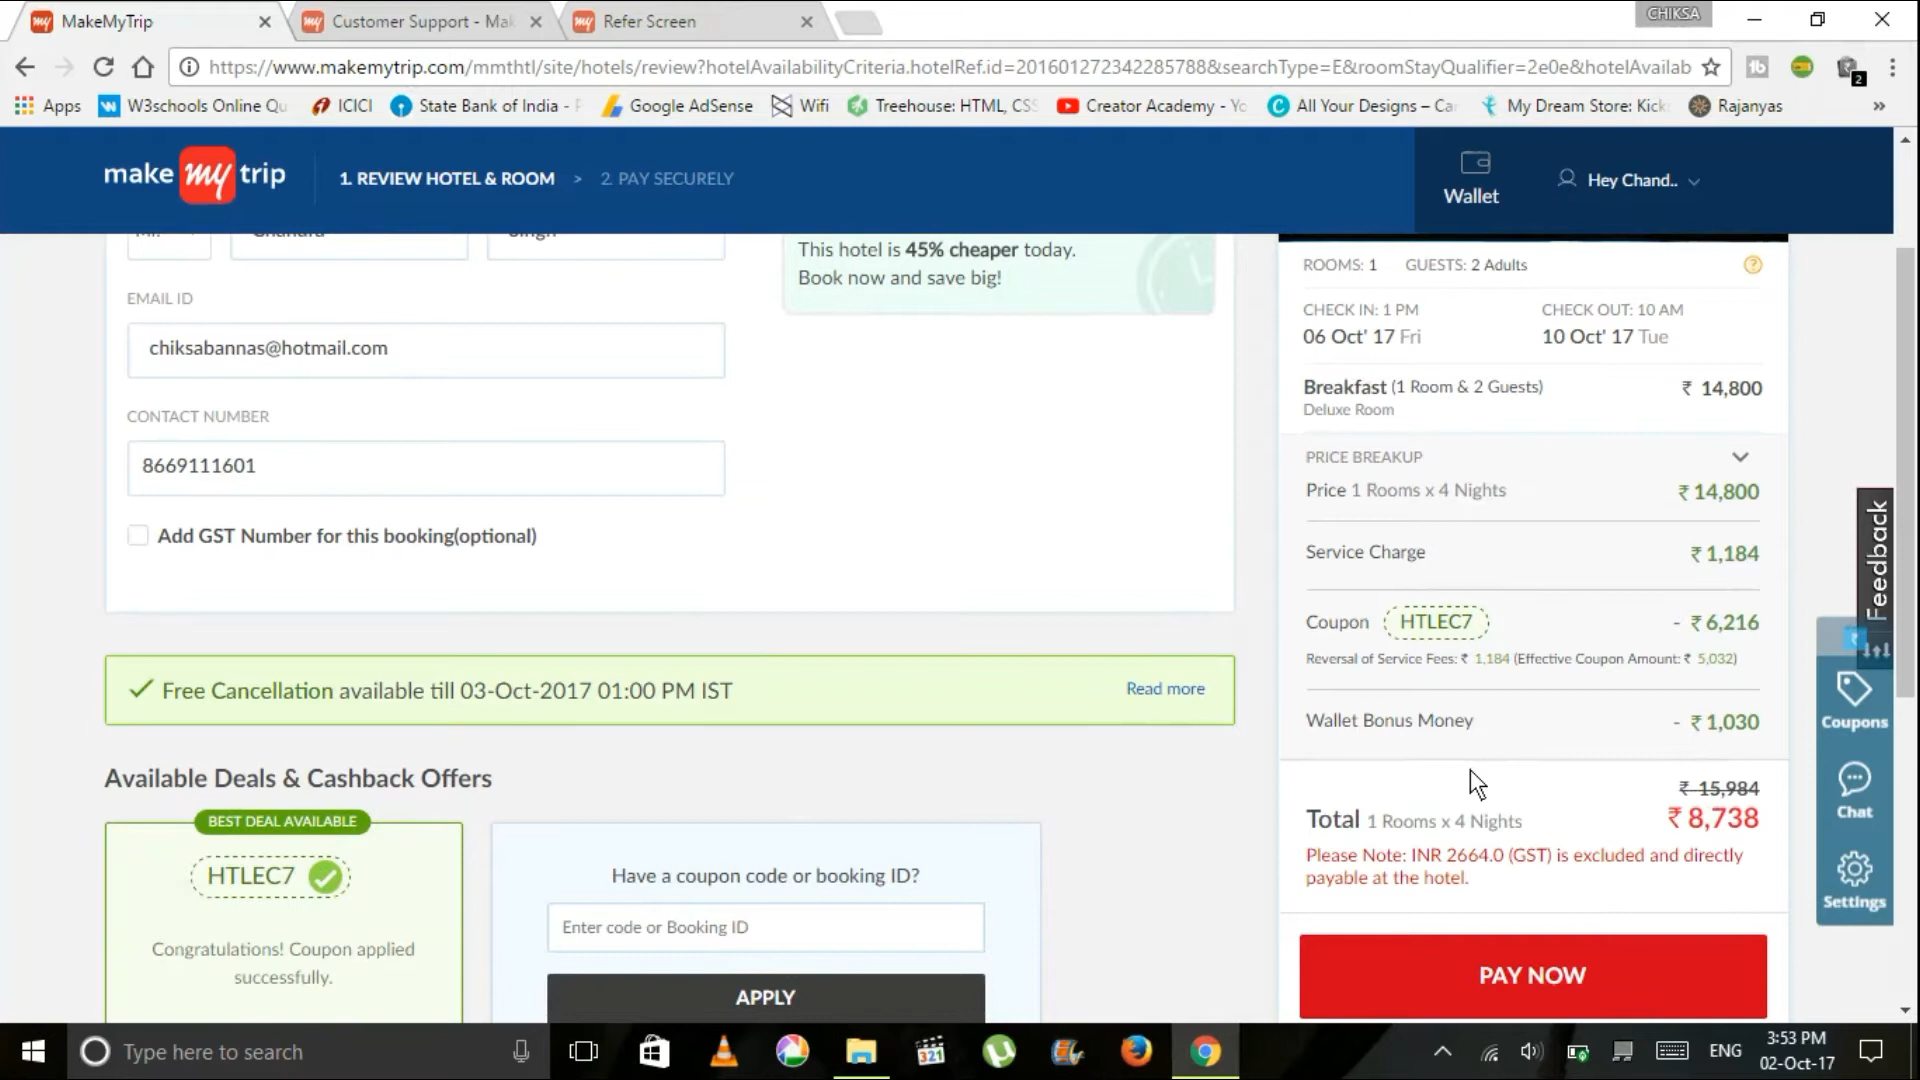 MakeMyTrip
Customer Support - Mak
Refer Screen
CHIKSA
https://www.makemytrip.com/mmthtl/site/hotels/review?hotelAvailabilityCriteria.hotelRef.id=201601272342285788&searchType=E&roomStayQualifier=2e0e&hotelAvailab
2
Apps
W3schools Online Qu
ICICI
State Bank of India - P
Google AdSense
Wifi
Treehouse: HTML, CSS
Creator Academy - Yo
All Your Designs – Car
My Dream Store: Kick
Rajanyas
make my trip
1. REVIEW HOTEL & ROOM > 2. PAY SECURELY
Wallet
Hey Chand..
Chandra
Singh
EMAIL ID
chiksabannas@hotmail.com
CONTACT NUMBER
8669111601
Add GST Number for this booking(optional)
This hotel is 45% cheaper today.
Book now and save big!
Free Cancellation available till 03-Oct-2017 01:00 PM IST
Read more
Available Deals & Cashback Offers
BEST DEAL AVAILABLE
HTLEC7
Congratulations! Coupon applied
successfully.
Have a coupon code or booking ID?
Enter code or Booking ID
APPLY
ROOMS: 1 GUESTS: 2 Adults
?
CHECK IN: 1 PM CHECK OUT: 10 AM
06 Oct' 17 Fri 10 Oct' 17 Tue
Breakfast (1 Room & 2 Guests) ₹ 14,800
Deluxe Room
PRICE BREAKUP
Price 1 Rooms x 4 Nights ₹ 14,800
Service Charge ₹ 1,184
Coupon HTLEC7 - ₹ 6,216
Reversal of Service Fees: ₹ 1,184 (Effective Coupon Amount: ₹ 5,032)
Wallet Bonus Money - ₹ 1,030
₹ 15,984
Total 1 Rooms x 4 Nights ₹ 8,738
Please Note: INR 2664.0 (GST) is excluded and directly
payable at the hotel.
PAY NOW
Feedback
Coupons
Chat
Settings
Type here to search
321
ENG
3:53 PM
02-Oct-17